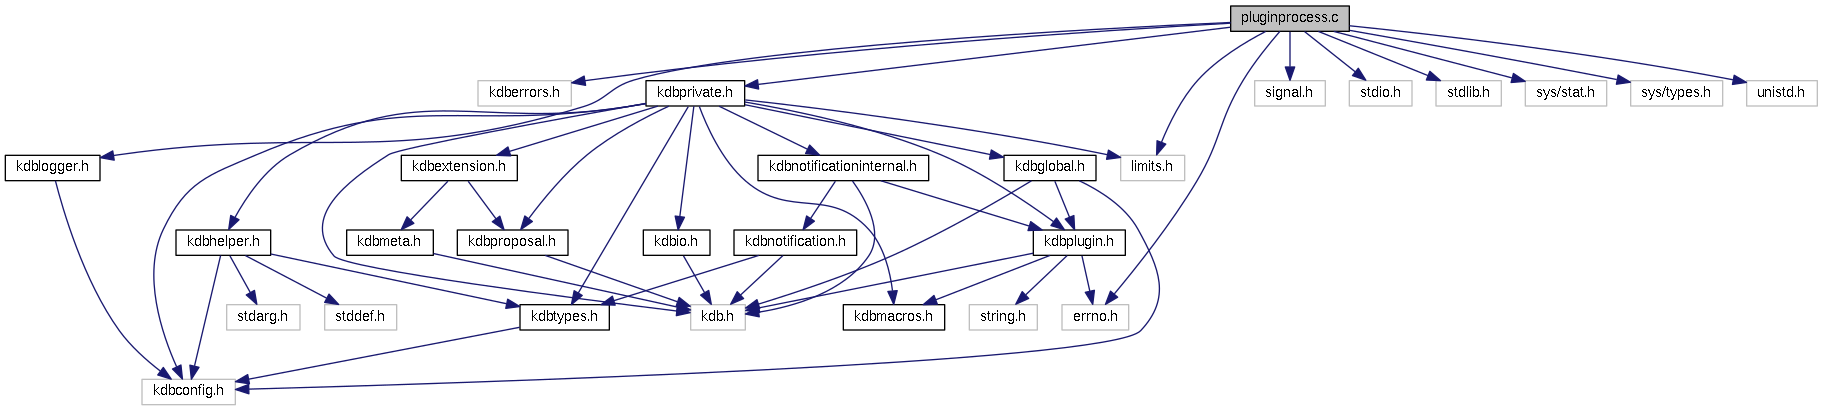 pluginprocess.c
kdberrors.h
kdbprivate.h
signal.h
stdio.h
stdlib.h
sys/stat.h
sys/types.h
unistd.h
kdblogger.h
kdbextension.h
kdbnotificationinternal.h
kdbglobal.h
limits.h
kdbhelper.h
kdbmeta.h
kdbproposal.h
kdbio.h
kdbnotification.h
kdbplugin.h
stdarg.h
stddef.h
kdbtypes.h
kdb.h
kdbmacros.h
string.h
errno.h
kdbconfig.h